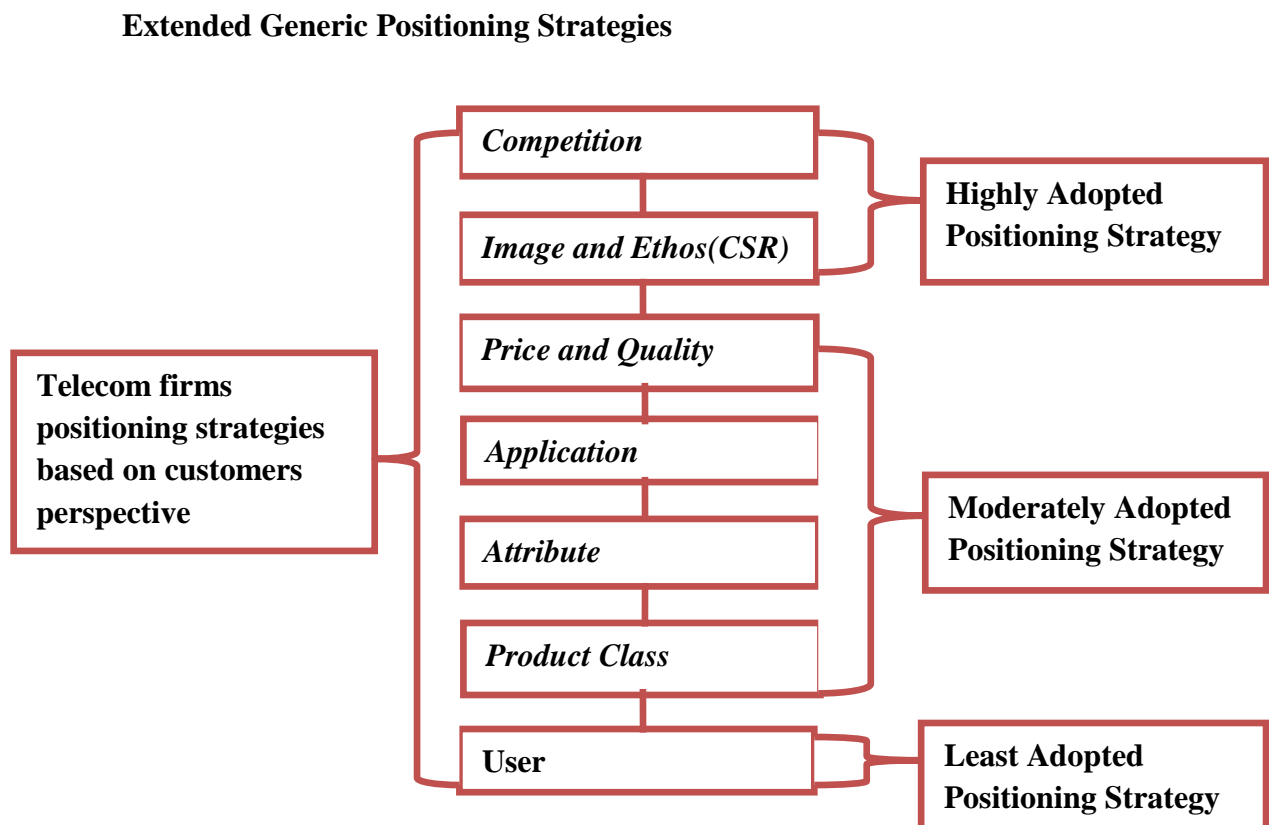 Extended Generic Positioning Strategies
Competition
Image and Ethos(CSR)
Price and Quality
Application
Attribute
Product Class
User
Telecom firms
positioning strategies
based on customers
perspective
Highly Adopted
Positioning Strategy
Moderately Adopted
Positioning Strategy
Least Adopted
Positioning Strategy